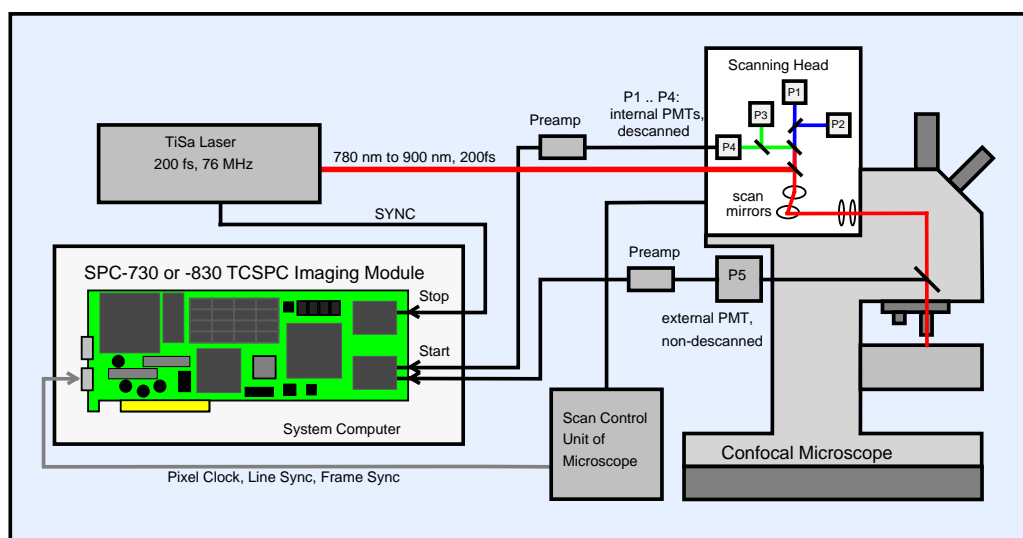 Scanning Head
P1 .. P4:
internal PMTs,
descanned
P1
P3
P2
P4
Preamp
TiSa Laser
200 fs, 76 MHz
780 nm to 900 nm, 200fs
scan
mirrors
SYNC
SPC-730 or -830 TCSPC Imaging Module
Stop
Start
Preamp
P5
external PMT,
non-descanned
System Computer
Scan Control
Unit of
Microscope
Confocal Microscope
Pixel Clock, Line Sync, Frame Sync